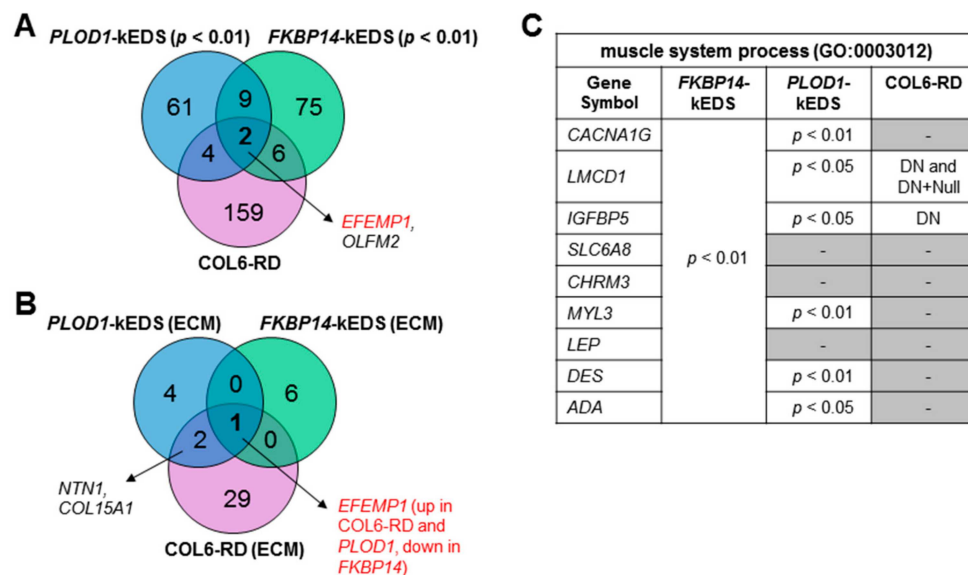 A
PLOD1-kEDS (p < 0.01) FKBP14-kEDS (p < 0.01)
61
9
75
2
4
6
159
EFEMP1,
OLFM2
COL6-RD
B
PLOD1-kEDS (ECM) FKBP14-kEDS (ECM)
4
0
6
1
2
0
29
NTN1,
COL15A1
EFEMP1 (up in
COL6-RD and
PLOD1, down in
FKBP14)
COL6-RD (ECM)
C
muscle system process (GO:0003012)
Gene Symbol FKBP14-kEDS PLOD1-kEDS COL6-RD
CACNA1G p < 0.01 -
LMCD1 p < 0.05 DN and DN+Null
IGFBP5 p < 0.05 DN
SLC6A8 - -
p < 0.01
CHRM3 - -
MYL3 p < 0.01 -
LEP - -
DES p < 0.01 -
ADA p < 0.05 -